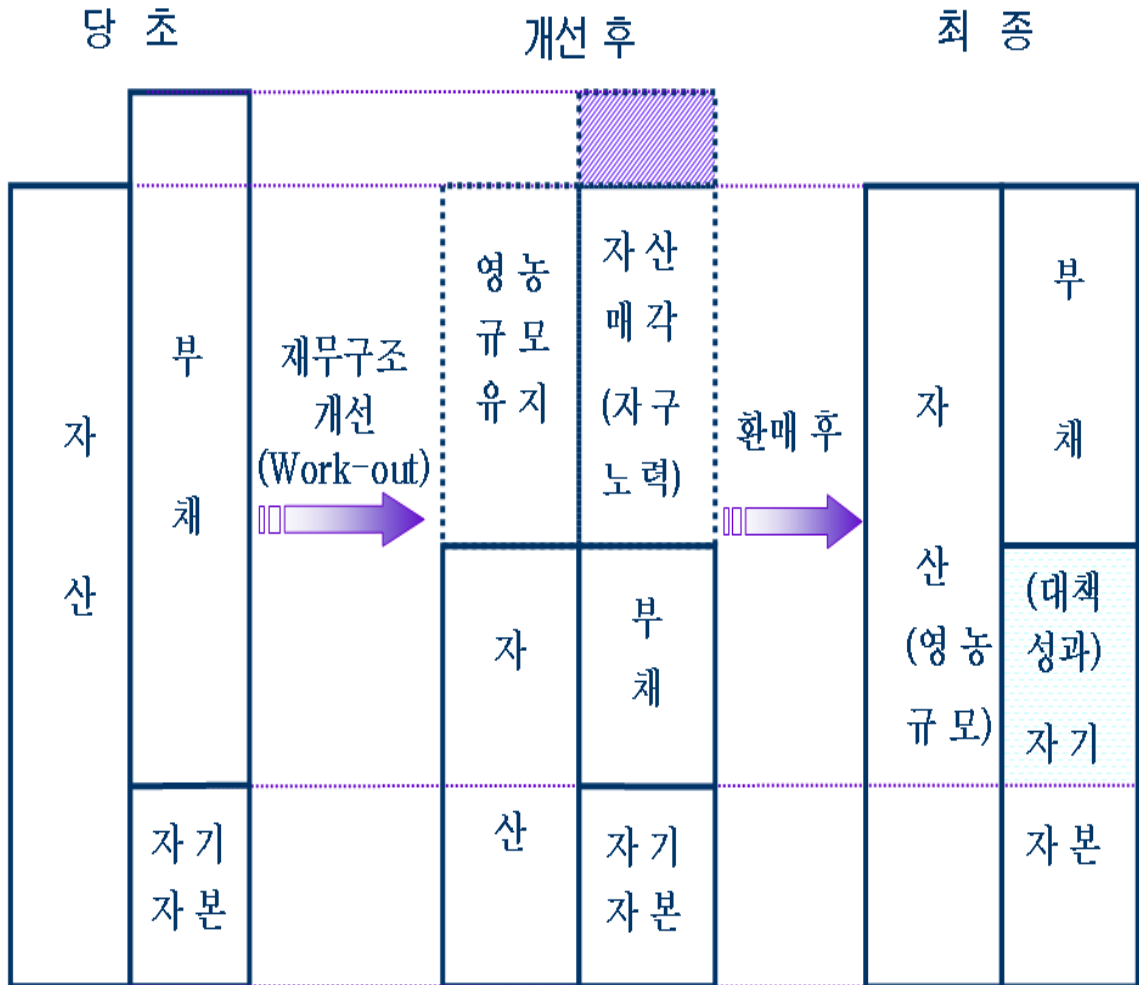 당 초
개선 후
최 종
자
산
부
채
자 기
자 본
재무구조
개선
(Work-out)
영 농
규 모
유 지
자 산
매 각
(자 구
노 력)
자
산
부
채
자 기
자 본
환매 후
자
산
(영 농
규 모)
부
채
(대 책
성 과)
자 기
자 본